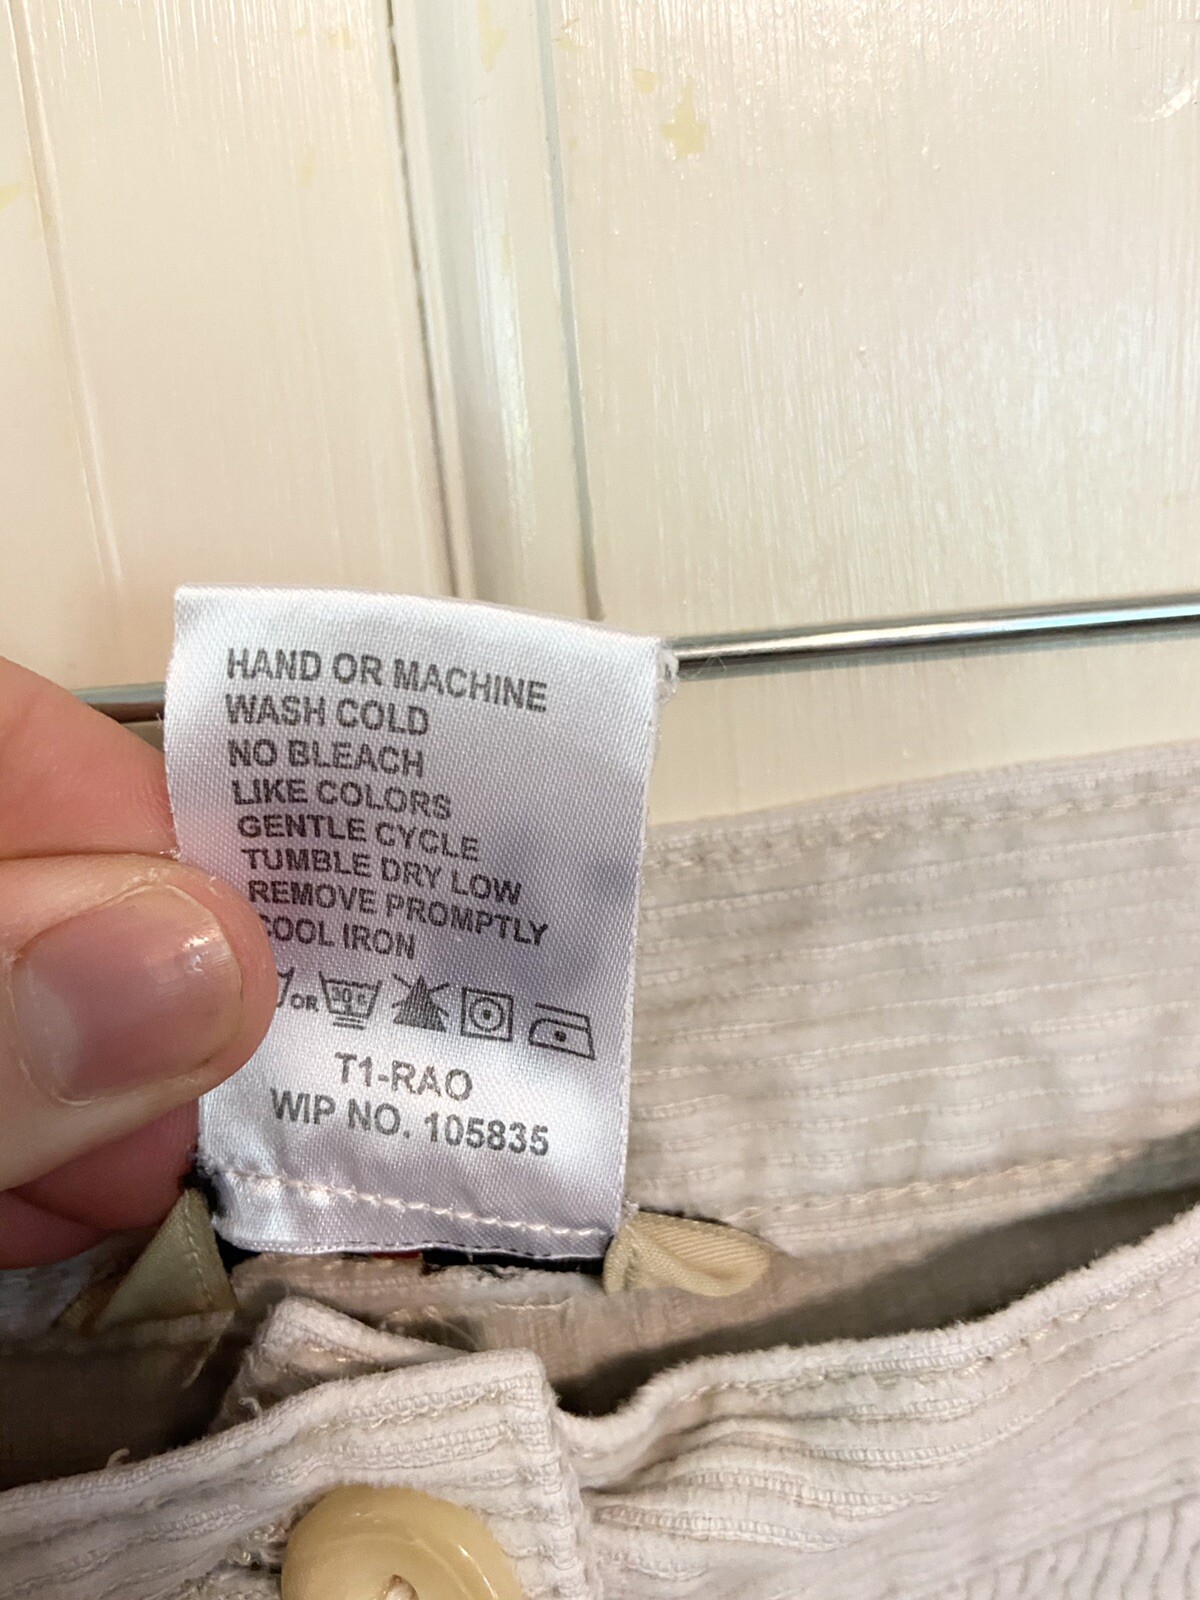 HAND OR MACHINE
WASH COLD
NO BLEACH
LIKE COLORS
GENTLE CYCLE
TUMBLE DRY LOW
REMOVE PROMPTLY
COOL IRON
OR 30°C
T1-RAO
WIP NO. 105835